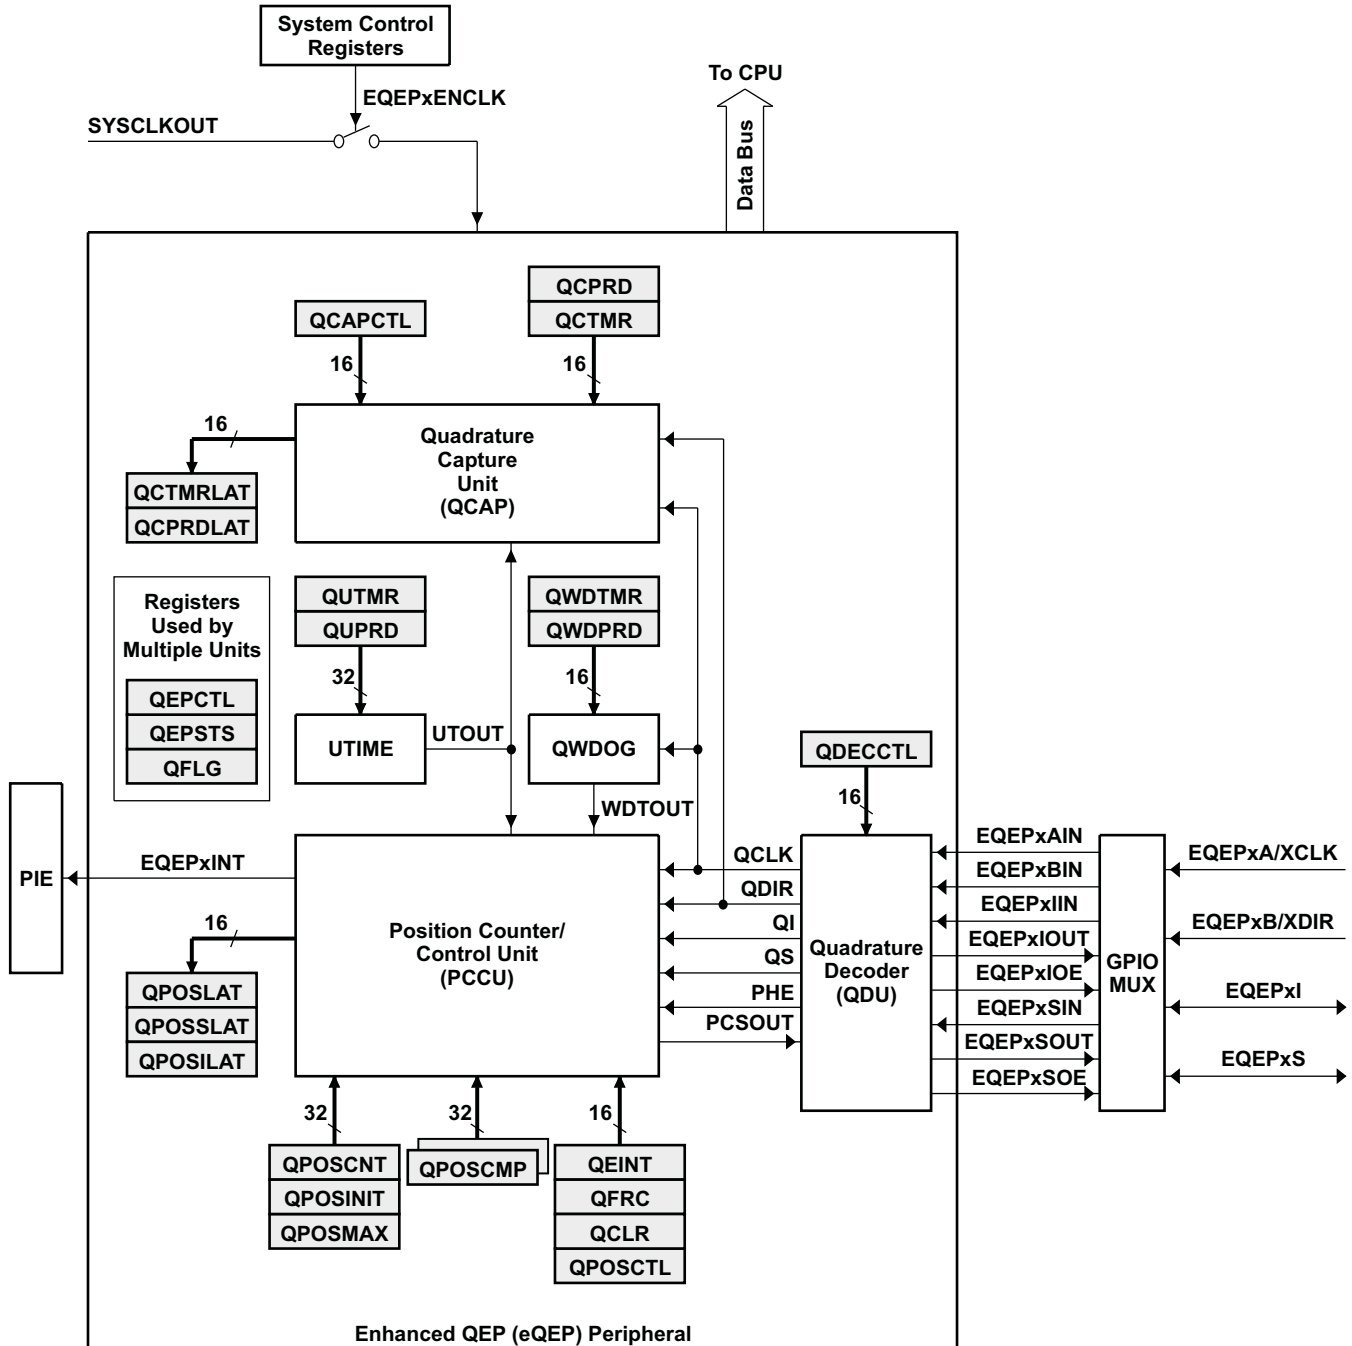 System Control
Registers
To CPU
EQEPxENCLK
SYSCLKOUT
Data Bus
QCPRD
QCAPCTL
QCTMR
16
16
16
Quadrature
Capture
Unit
(QCAP)
QCTMRLAT
QCPRDLAT
Registers
Used by
Multiple Units
QEPCTL
QEPSTS
QFLG
QUTMR
QUPRD
QWDTMR
QWDPRD
32
16
UTIME
UTOUT
QWDOG
QDECCTL
WDTOUT
16
PIE
EQEPxINT
16
Position Counter/
Control Unit
(PCCU)
QCLK
QDIR
QI
QS
PHE
PCSOUT
Quadrature
Decoder
(QDU)
EQEPxAIN
EQEPxBIN
EQEPxIIN
EQEPxIOUT
EQEPxIOE
EQEPxSIN
EQEPxSOUT
EQEPxSOE
GPIO
MUX
EQEPxA/XCLK
EQEPxB/XDIR
EQEPxI
EQEPxS
QPOSLAT
QPOSSLAT
QPOSILAT
32
32
16
QPOSCNT
QPOSINIT
QPOSMAX
QPOSCMP
QEINT
QFRC
QCLR
QPOSCTL
Enhanced QEP (eQEP) Peripheral